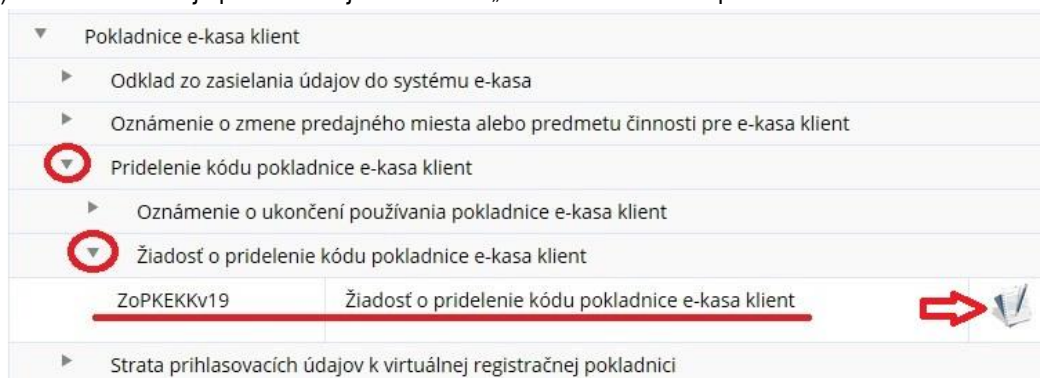 Pokladnice e-kasa klient
Odklad zo zasielania údajov do systému e-kasa
Oznámenie o zmene predajného miesta alebo predmetu činnosti pre e-kasa klient
Pridelenie kódu pokladnice e-kasa klient
Oznámenie o ukončení používania pokladnice e-kasa klient
Žiadosť o pridelenie kódu pokladnice e-kasa klient
ZoPKEKKv19 Žiadosť o pridelenie kódu pokladnice e-kasa klient
Strata prihlasovacích údajov k virtuálnej registračnej pokladnici